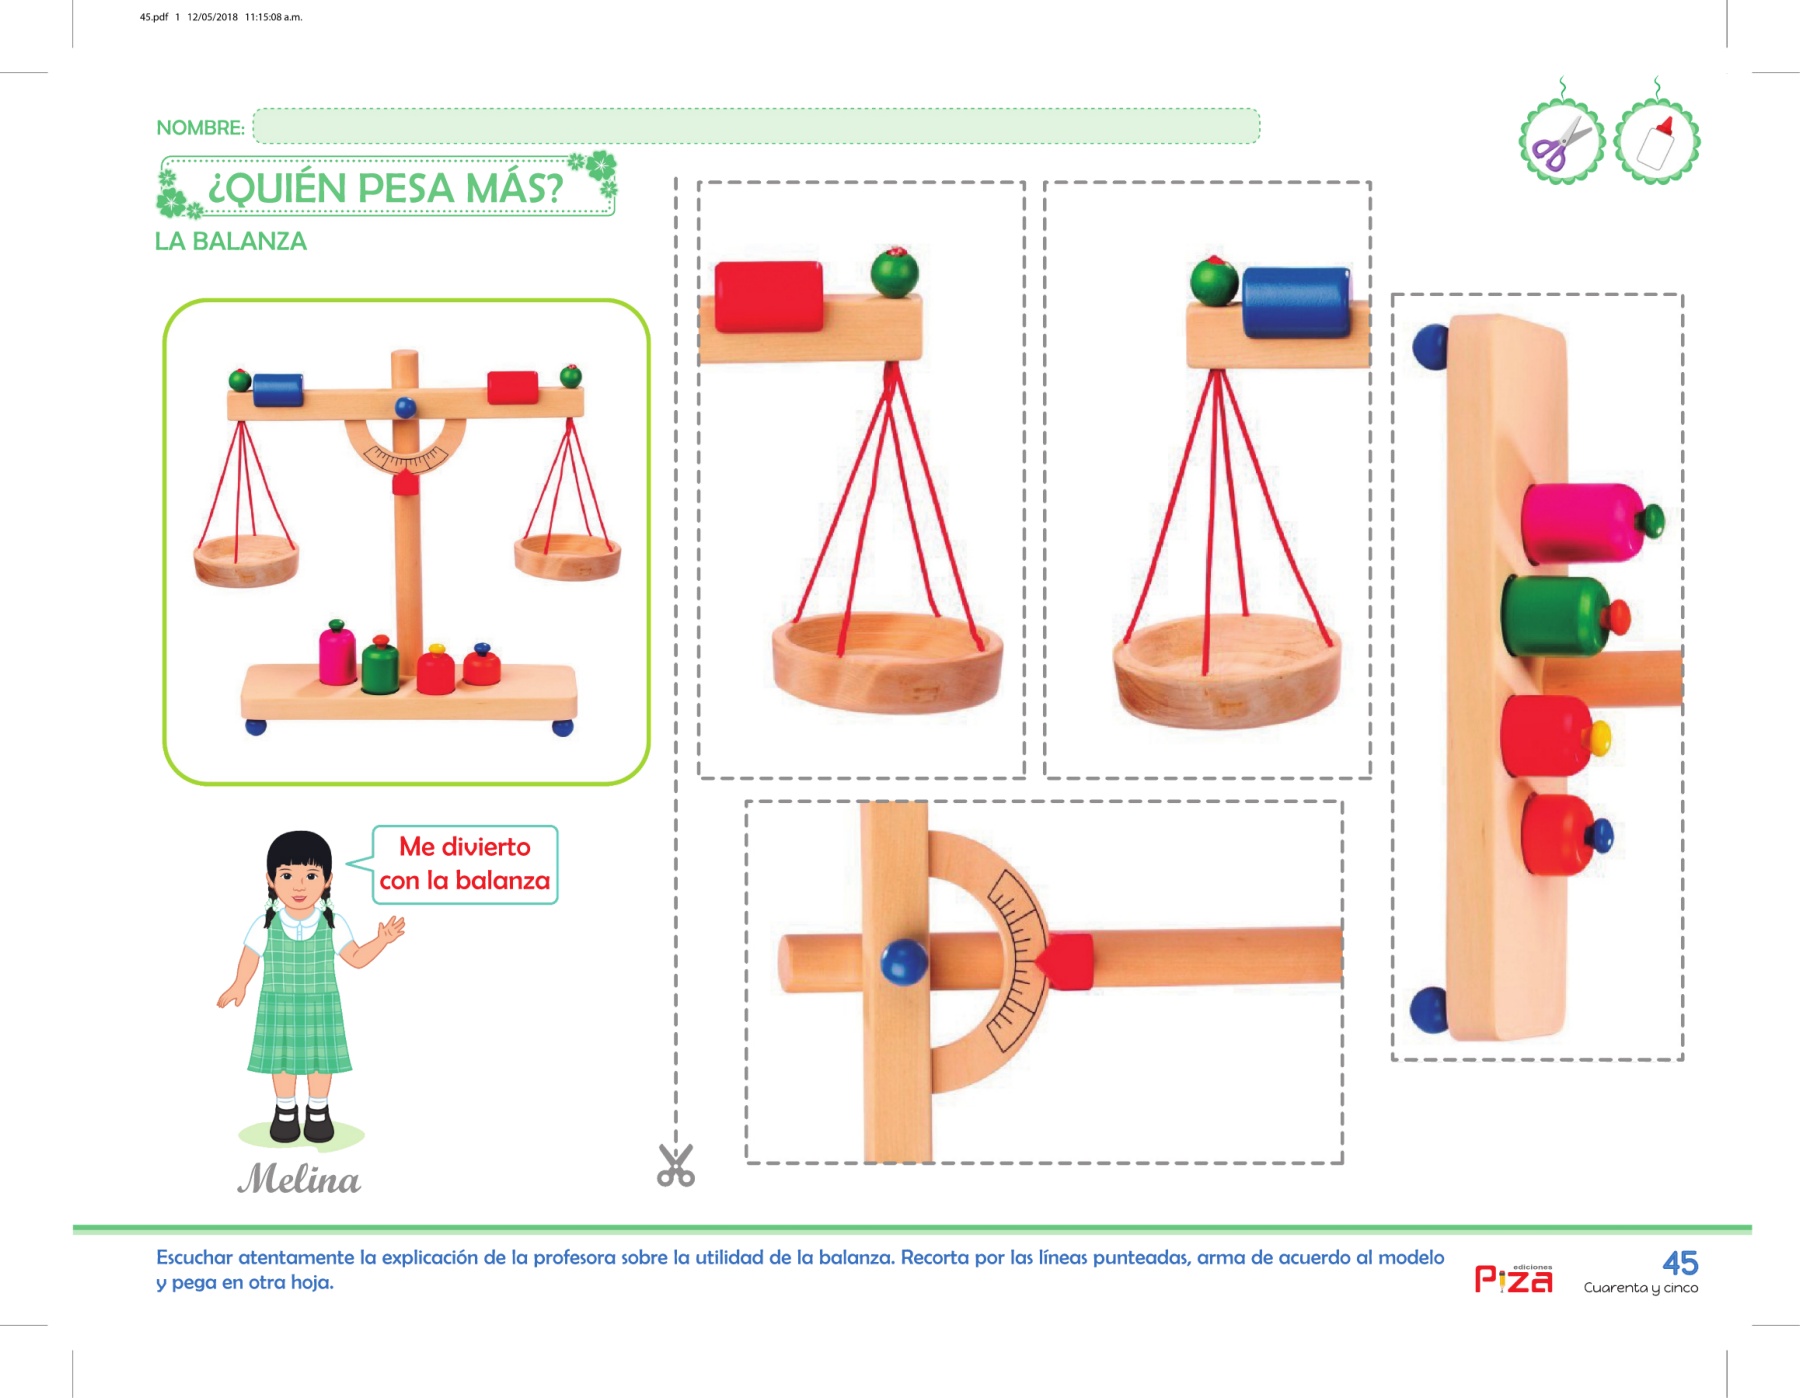 45.pdf 1 12/05/2018 11:15:08 a.m.
NOMBRE:
¿QUIÉN PESA MÁS?
LA BALANZA
Me divierto
con la balanza
Melina
Escuchar atentamente la explicación de la profesora sobre la utilidad de la balanza. Recorta por las líneas punteadas, arma de acuerdo al modelo
y pega en otra hoja.
ediciones
Piza
45
Cuarenta y cinco